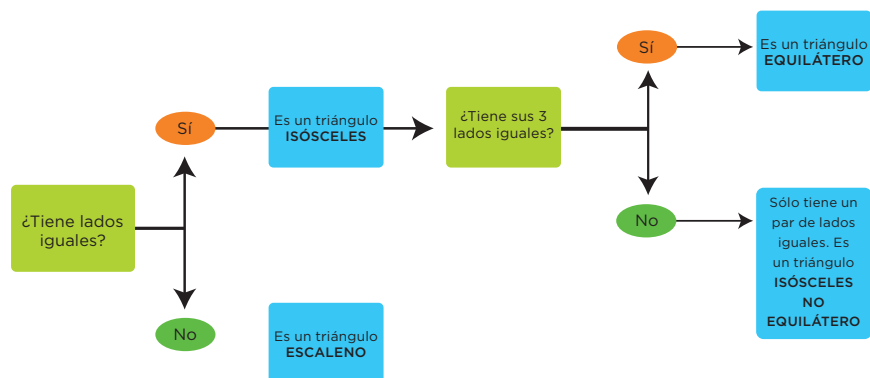 ¿Tiene lados
iguales?
Sí
No
Es un triángulo
ISÓSCELES
Es un triángulo
ESCALENO
¿Tiene sus 3
lados iguales?
Sí
No
Es un triángulo
EQUILÁTERO
Sólo tiene un
par de lados
iguales. Es
un triángulo
ISÓSCELES
NO
EQUILÁTERO